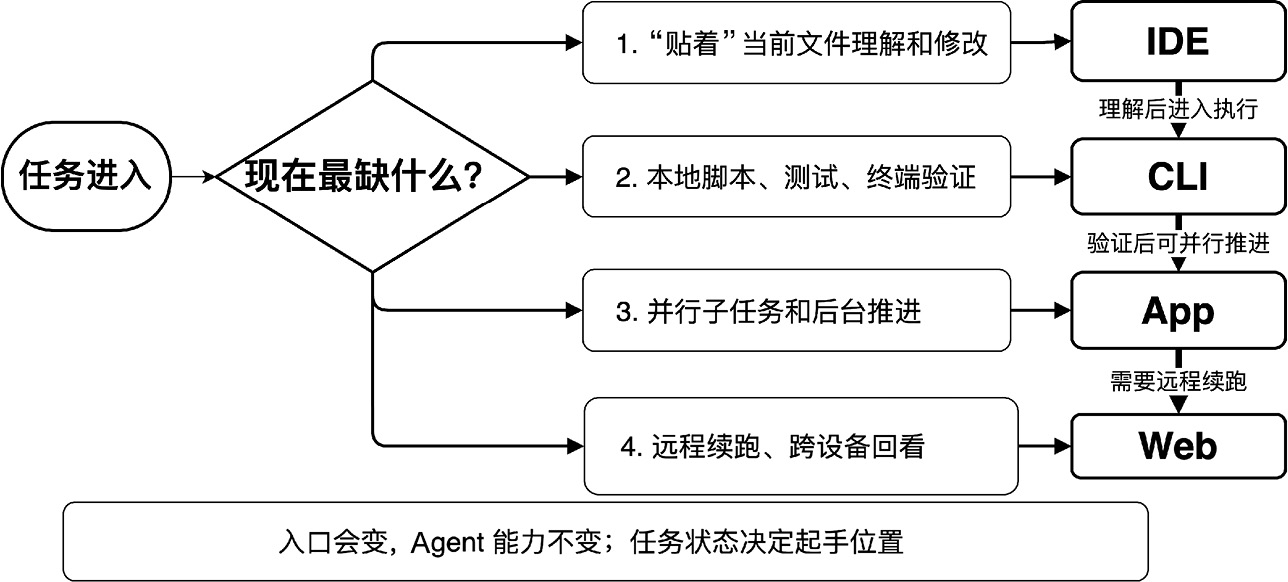 任务进入
现在最缺什么？
1. “贴着”当前文件理解和修改
IDE
理解后进入执行
2. 本地脚本、测试、终端验证
CLI
验证后可并行推进
3. 并行子任务和后台推进
App
需要远程续跑
4. 远程续跑、跨设备回看
Web
入口会变，Agent 能力不变；任务状态决定起手位置